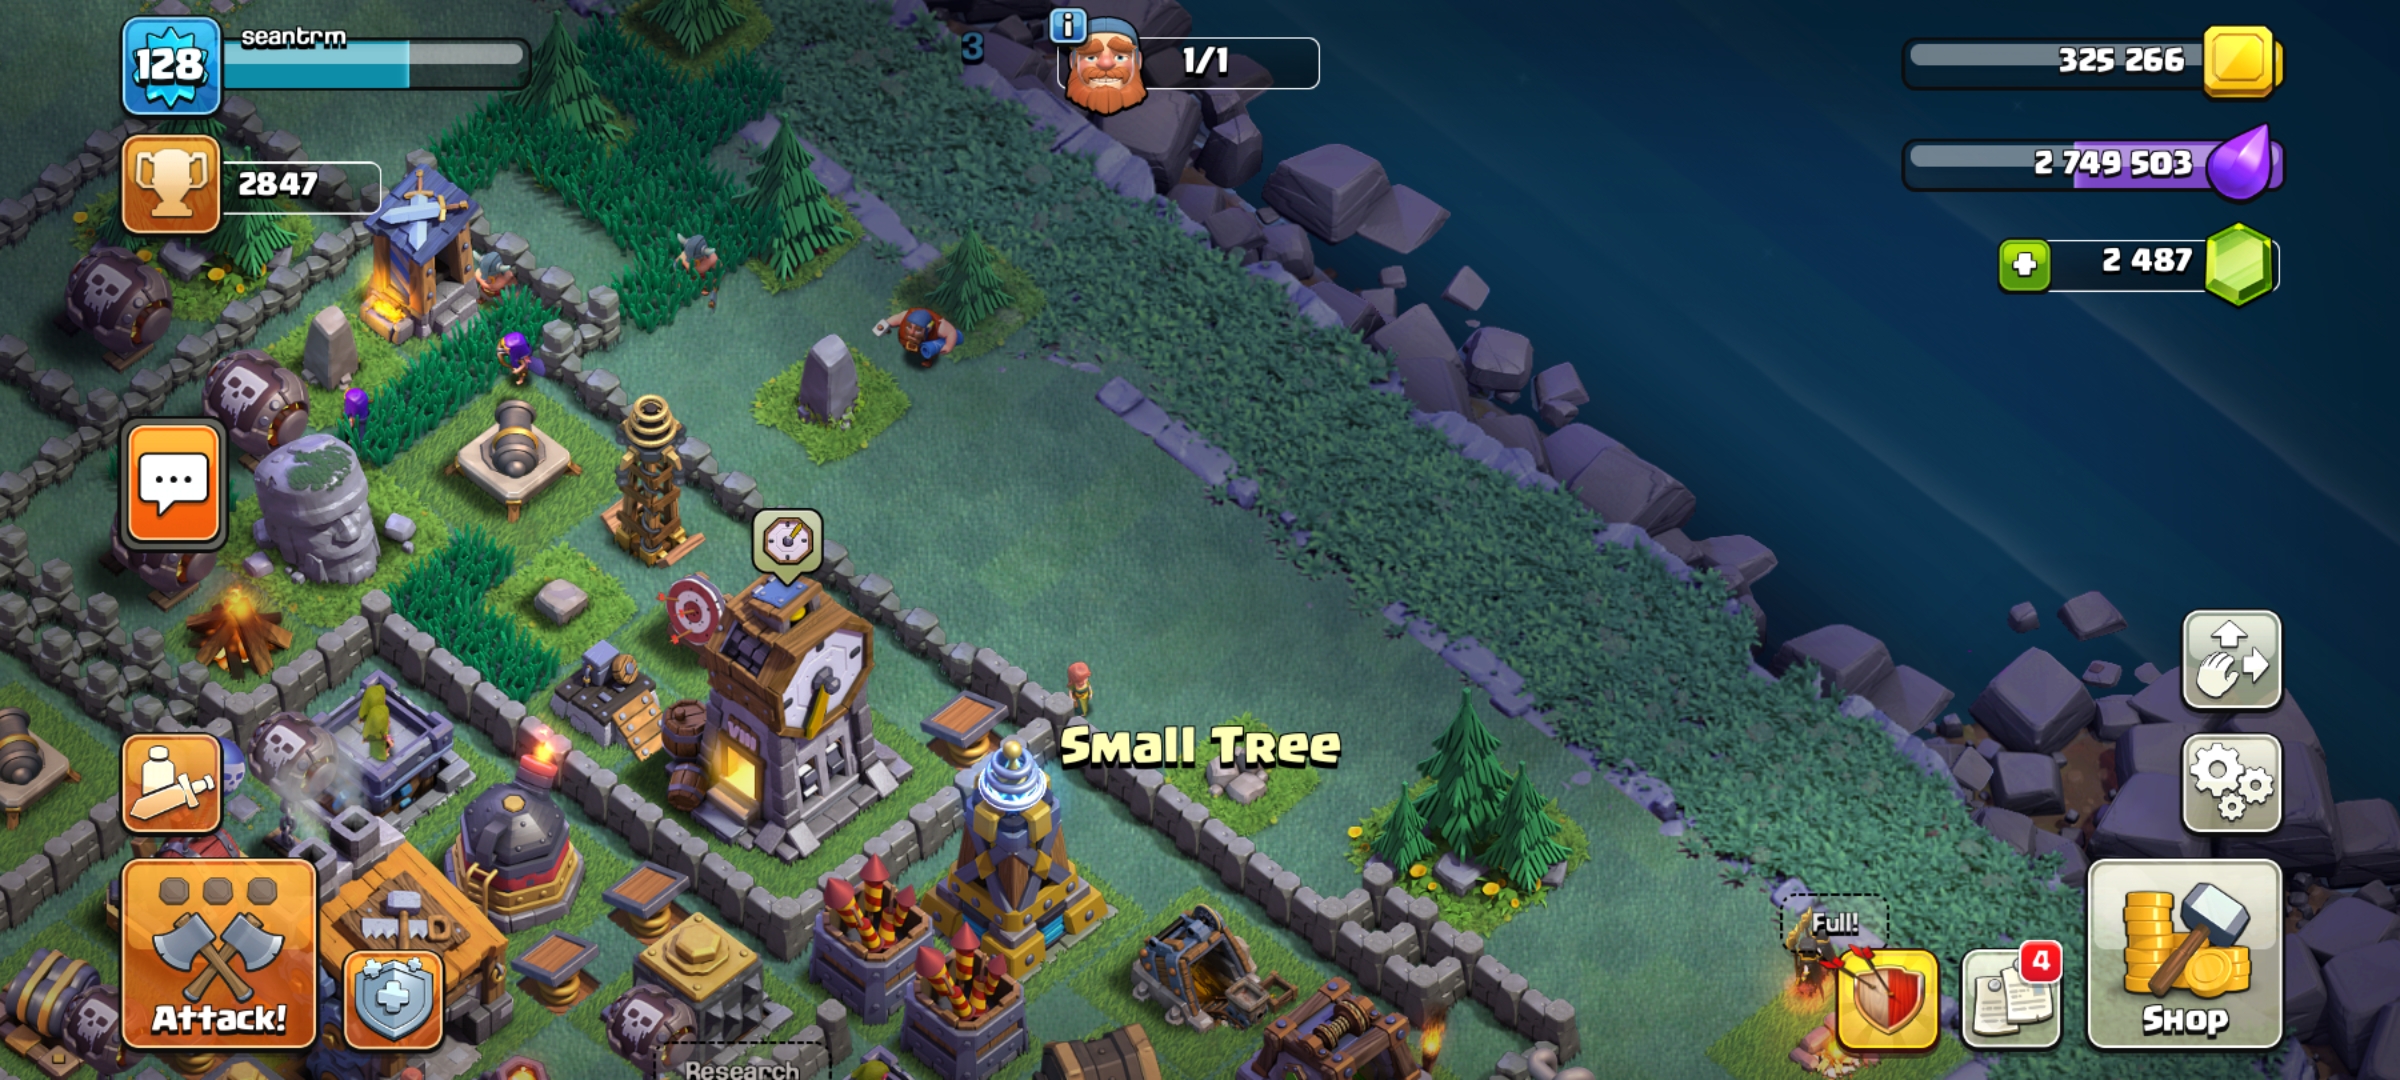 128
seantrm
3
i
1/1
325 266
2847
2 749 503
2 487
VIII
Small Tree
Full!
4
Attack!
Shop
Research